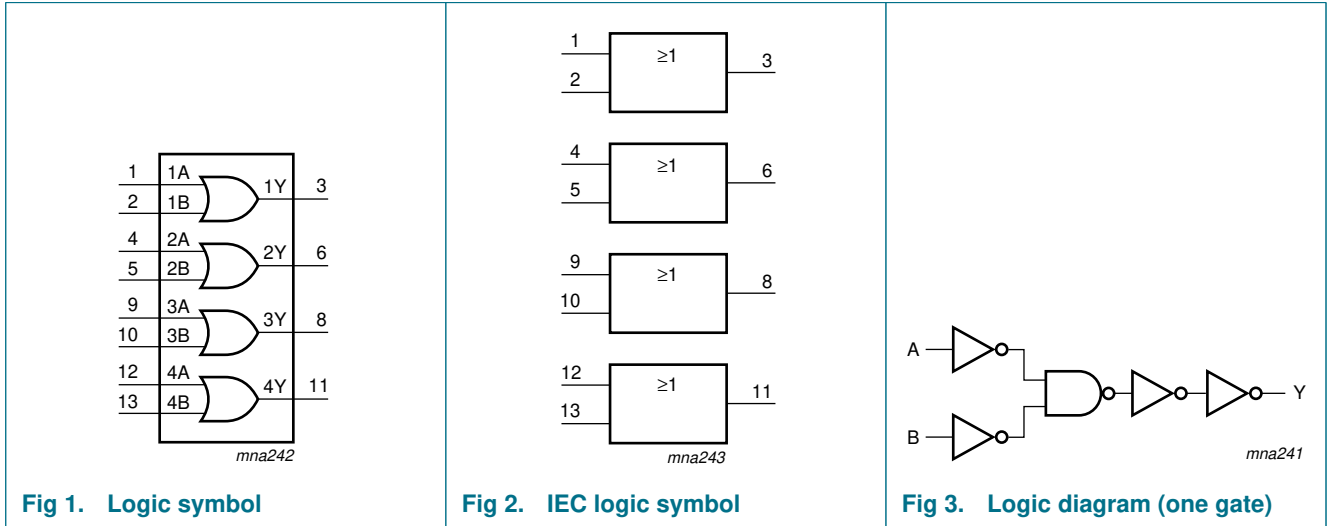 1 1A 1Y 3
2 1B
4 2A 2Y 6
5 2B
9 3A 3Y 8
10 3B
12 4A 4Y 11
13 4B
mna242
Fig 1. Logic symbol
1 ≥1 3
2
4 ≥1 6
5
9 ≥1 8
10
12 ≥1 11
13
mna243
Fig 2. IEC logic symbol
A
B
Y
mna241
Fig 3. Logic diagram (one gate)